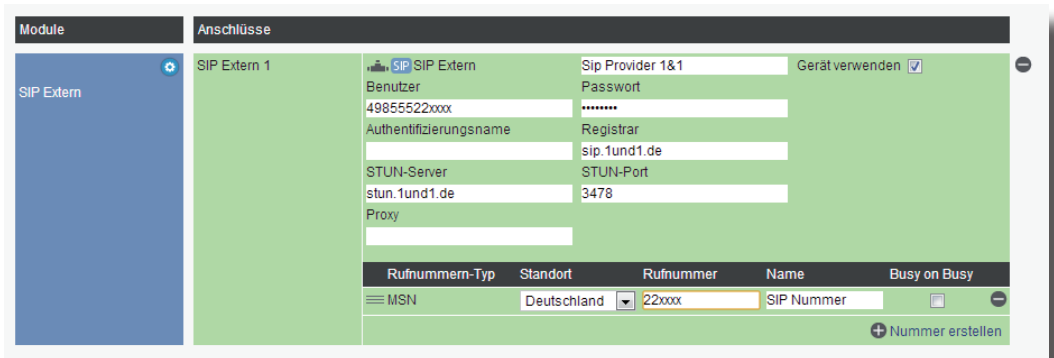 Module Anschlüsse
SIP Extern
SIP Extern 1 SIP SIP Extern Sip Provider 1&1 Gerät verwenden
Benutzer Passwort
49855522xxxx ••••••••
Authentifizierungsname Registrar
sip.1und1.de
STUN-Server STUN-Port
stun.1und1.de 3478
Proxy
Rufnummern-Typ Standort Rufnummer Name Busy on Busy
MSN Deutschland 22xxxx SIP Nummer
Nummer erstellen